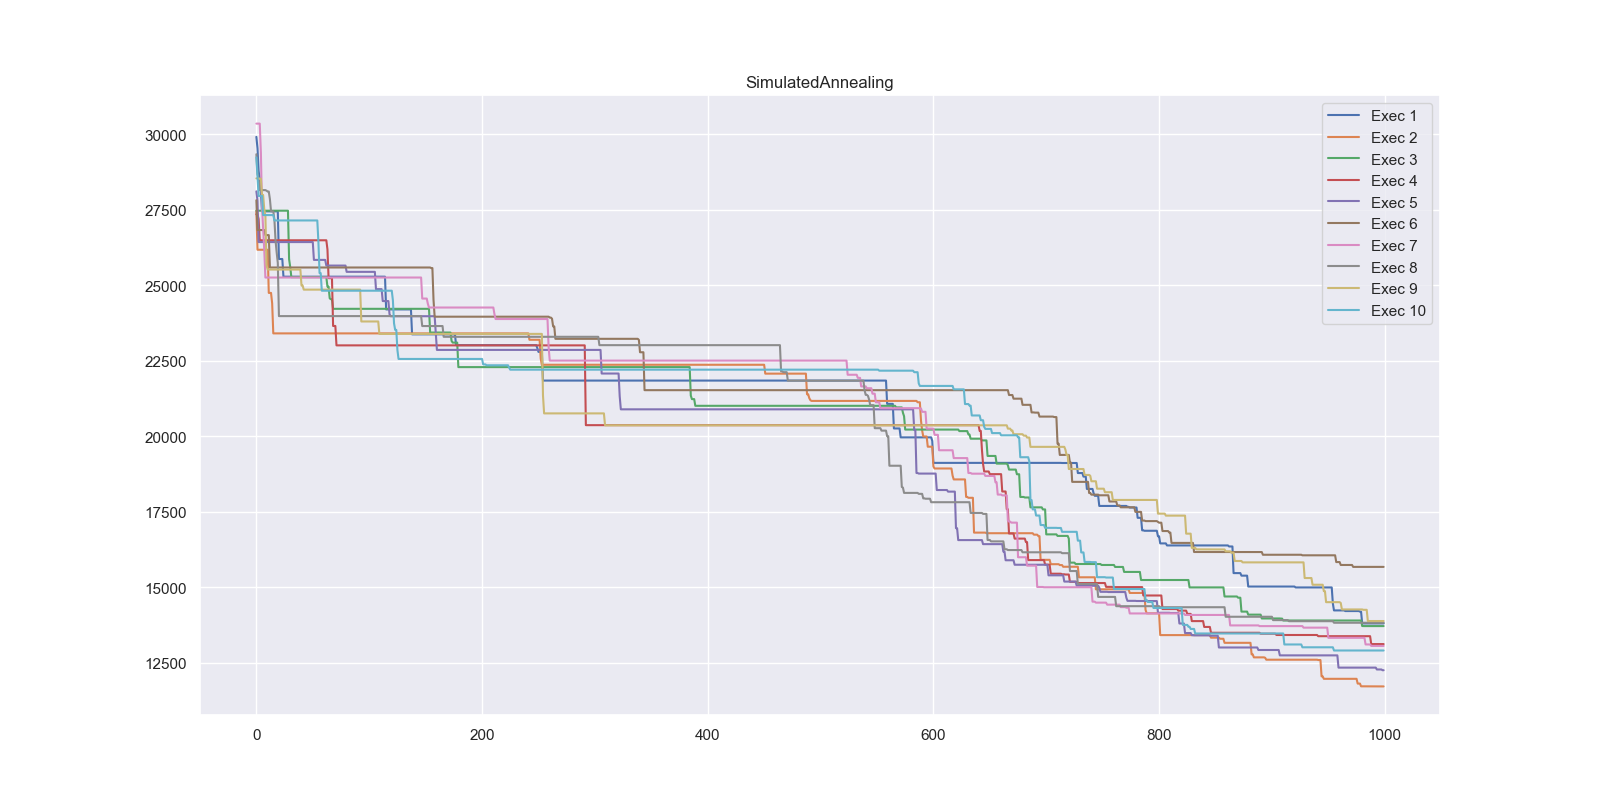 SimulatedAnnealing
30000
27500
25000
22500
20000
17500
15000
12500
0
200
400
600
800
1000
Exec 1
Exec 2
Exec 3
Exec 4
Exec 5
Exec 6
Exec 7
Exec 8
Exec 9
Exec 10